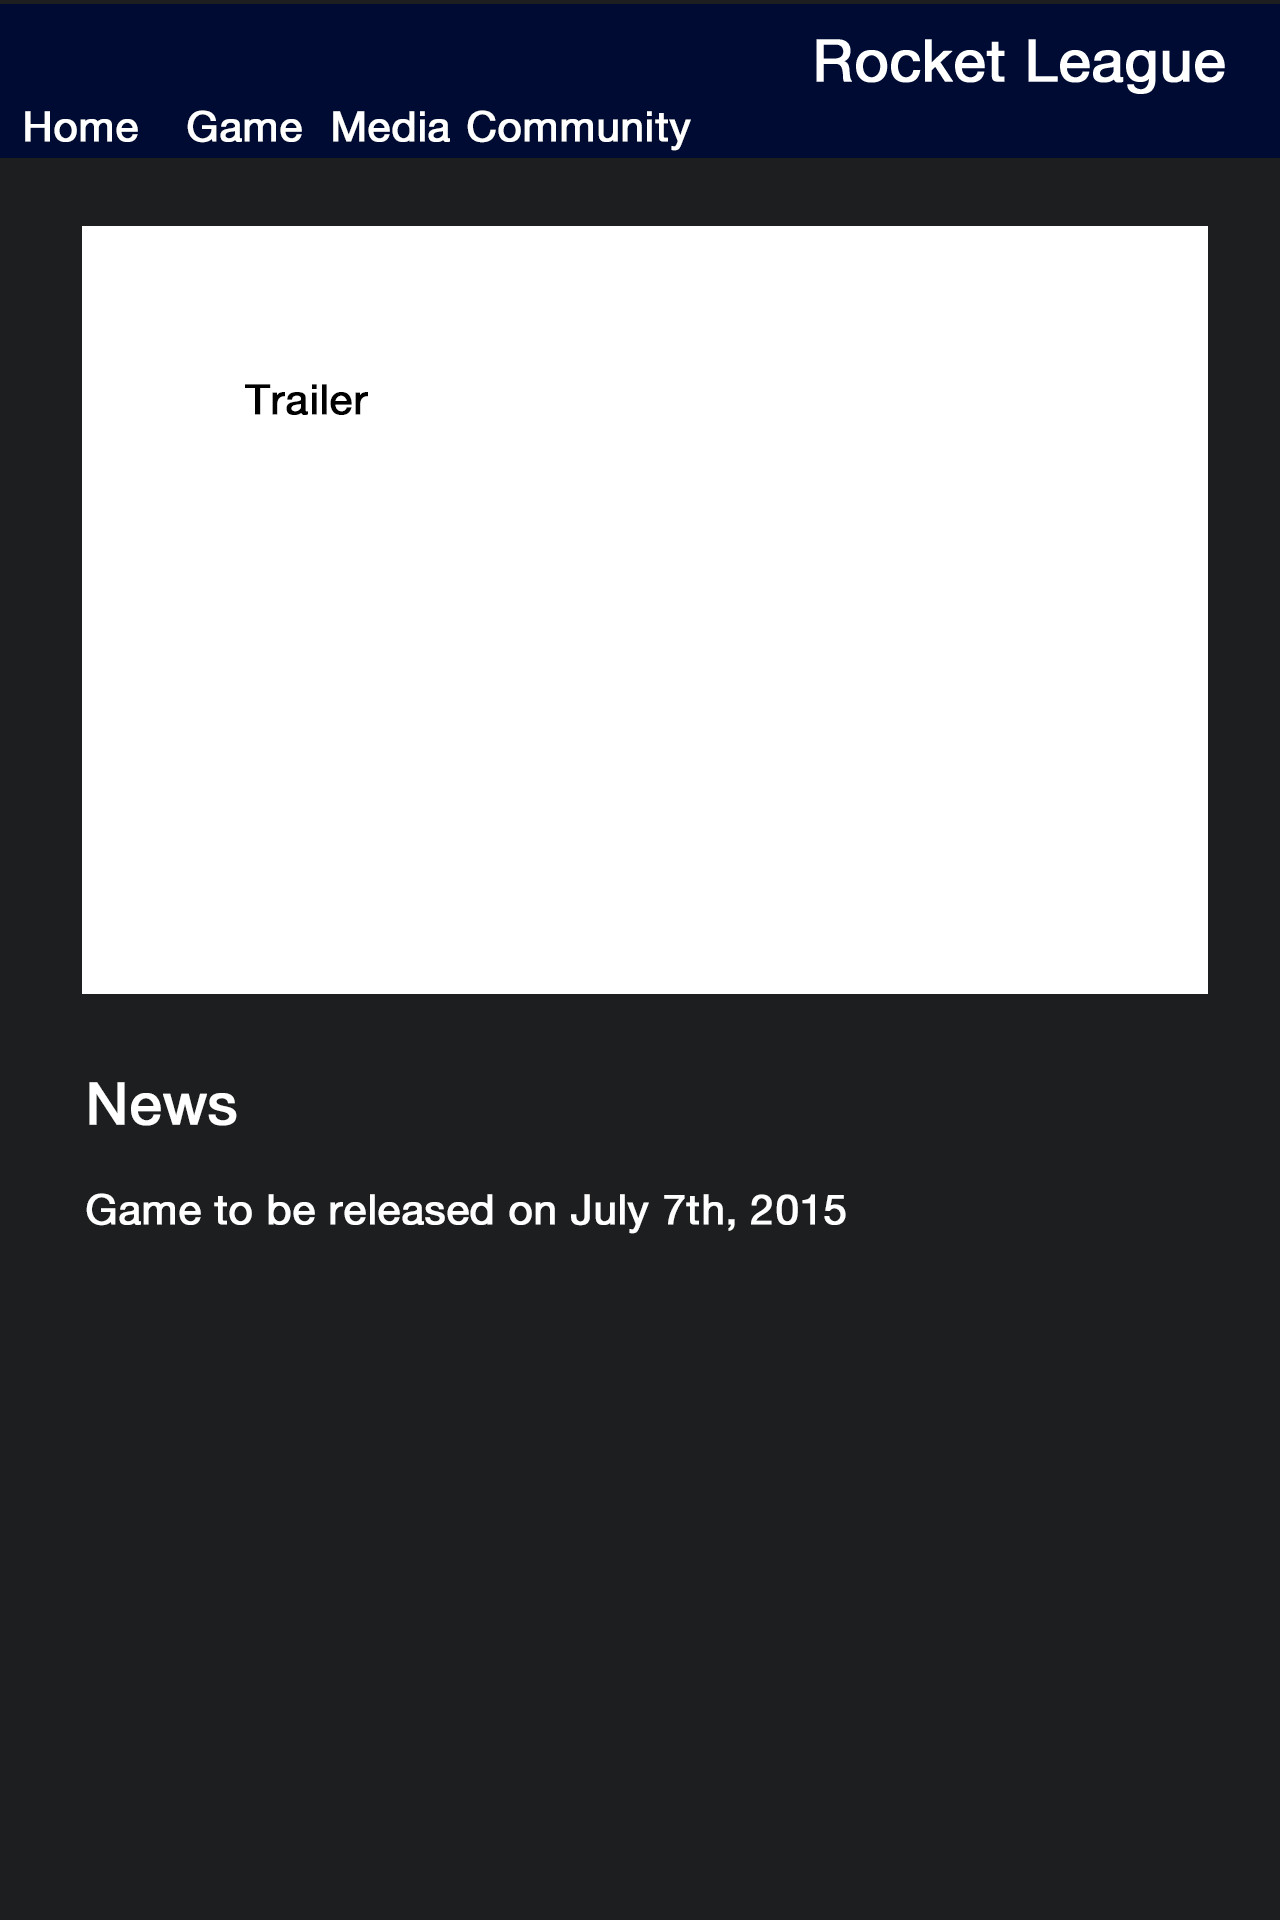 Rocket League
Home Game Media Community
Trailer
News
Game to be released on July 7th, 2015